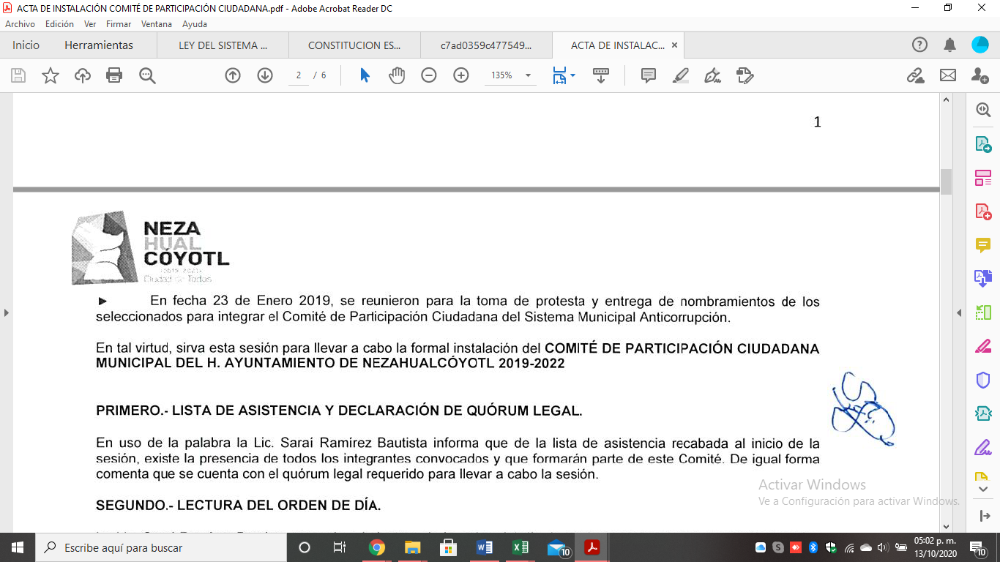 ACTA DE INSTALACIÓN COMITÉ DE PARTICIPACIÓN CIUDADANA.pdf - Adobe Acrobat Reader DC
Archivo Edición Ver Firmar Ventana Ayuda
Inicio Herramientas LEY DEL SISTEMA ... CONSTITUCION ES... c7ad0359c477549... ACTA DE INSTALAC...
2 / 6 135%
1
NEZA
HUAL
CÓYOTL
2019-2021
Ciudad de Todos
En fecha 23 de Enero 2019, se reunieron para la toma de protesta y entrega de nombramientos de los
seleccionados para integrar el Comité de Participación Ciudadana del Sistema Municipal Anticorrupción.
En tal virtud, sirva esta sesión para llevar a cabo la formal instalación del COMITÉ DE PARTICIPACIÓN CIUDADANA
MUNICIPAL DEL H. AYUNTAMIENTO DE NEZAHUALCÓYOTL 2019-2022
PRIMERO.- LISTA DE ASISTENCIA Y DECLARACIÓN DE QUÓRUM LEGAL.
En uso de la palabra la Lic. Saraí Ramírez Bautista informa que de la lista de asistencia recabada al inicio de la
sesión, existe la presencia de todos los integrantes convocados y que formarán parte de este Comité. De igual forma
comenta que se cuenta con el quórum legal requerido para llevar a cabo la sesión.
SEGUNDO.- LECTURA DEL ORDEN DE DÍA.
Activar Windows
Ve a Configuración para activar Windows.
Escribe aquí para buscar
10
05:02 p. m.
13/10/2020
10